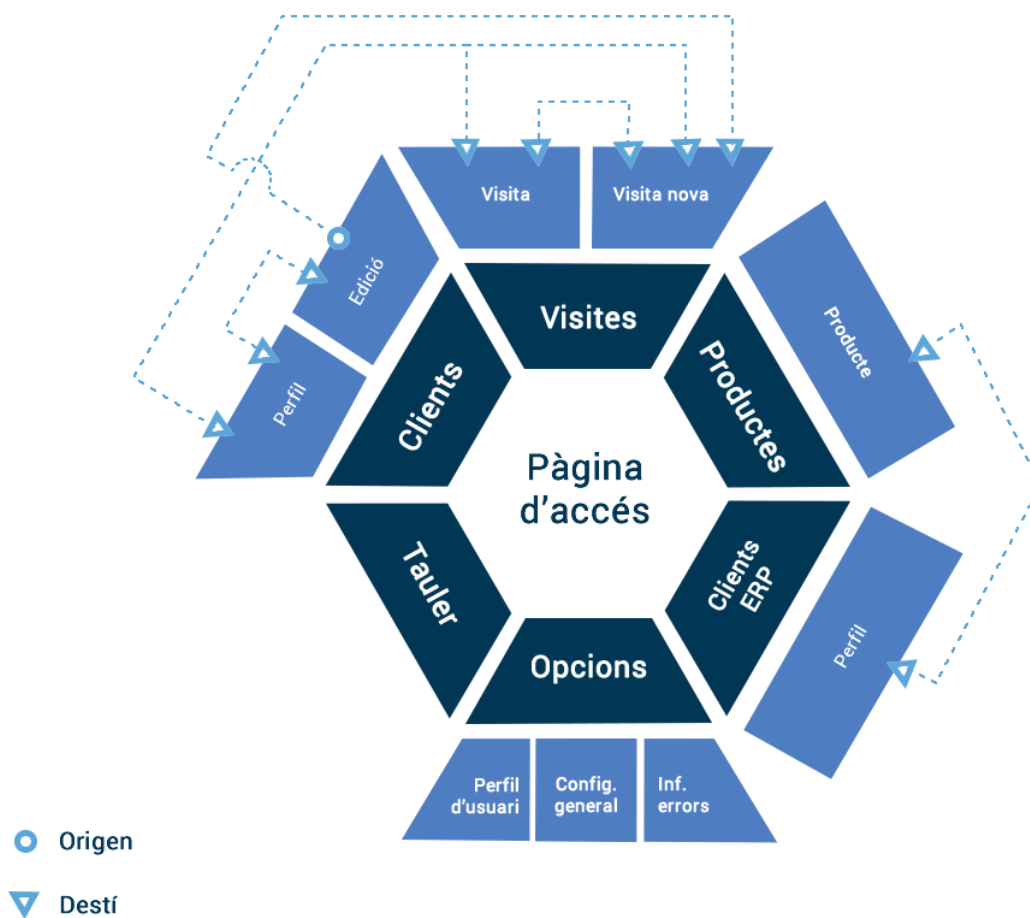 Visita
Visita nova
Edició
Perfil
Visites
Clients
Productes
Producte
Pàgina
d'accés
Tauler
Clients
ERP
Perfil
Opcions
Perfil
d'usuari
Config.
general
Inf.
errors
Origen
Destí